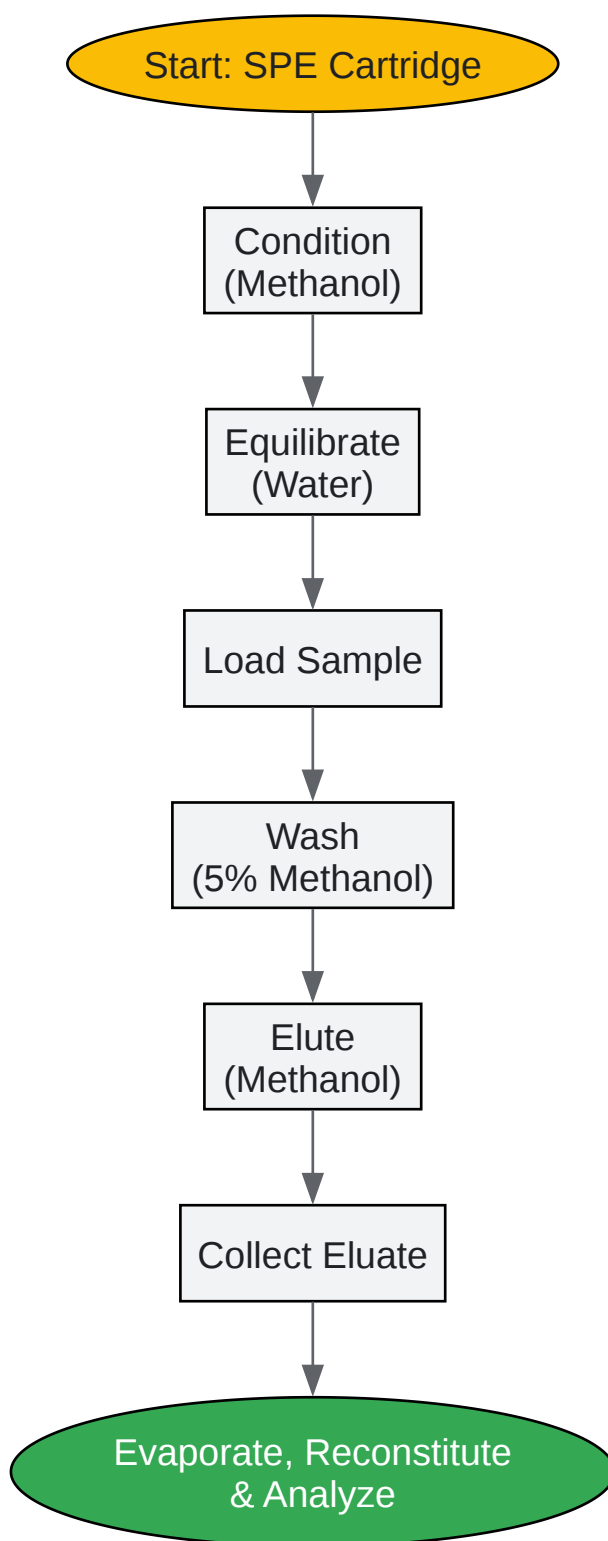 Start: SPE Cartridge
Condition
(Methanol)
Equilibrate
(Water)
Load Sample
Wash
(5% Methanol)
Elute
(Methanol)
Collect Eluate
Evaporate, Reconstitute
& Analyze